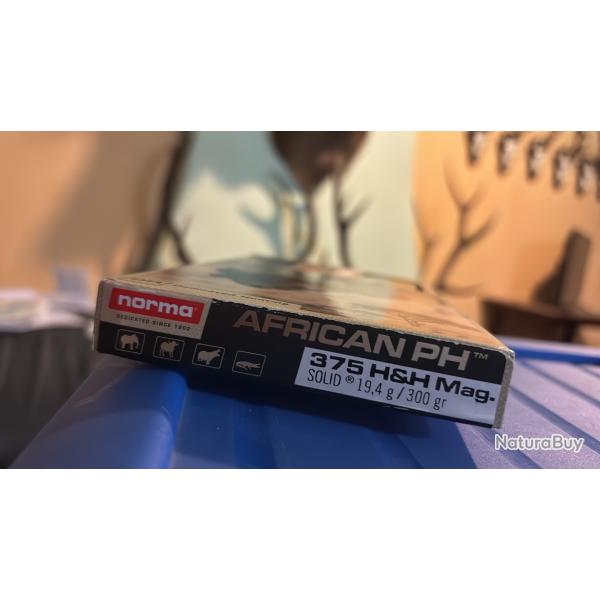 norma®
DEDICATED SINCE 1902
AFRICAN PH™
375 H&H Mag.
SOLID ® 19,4 g / 300 gr
NaturaBuy